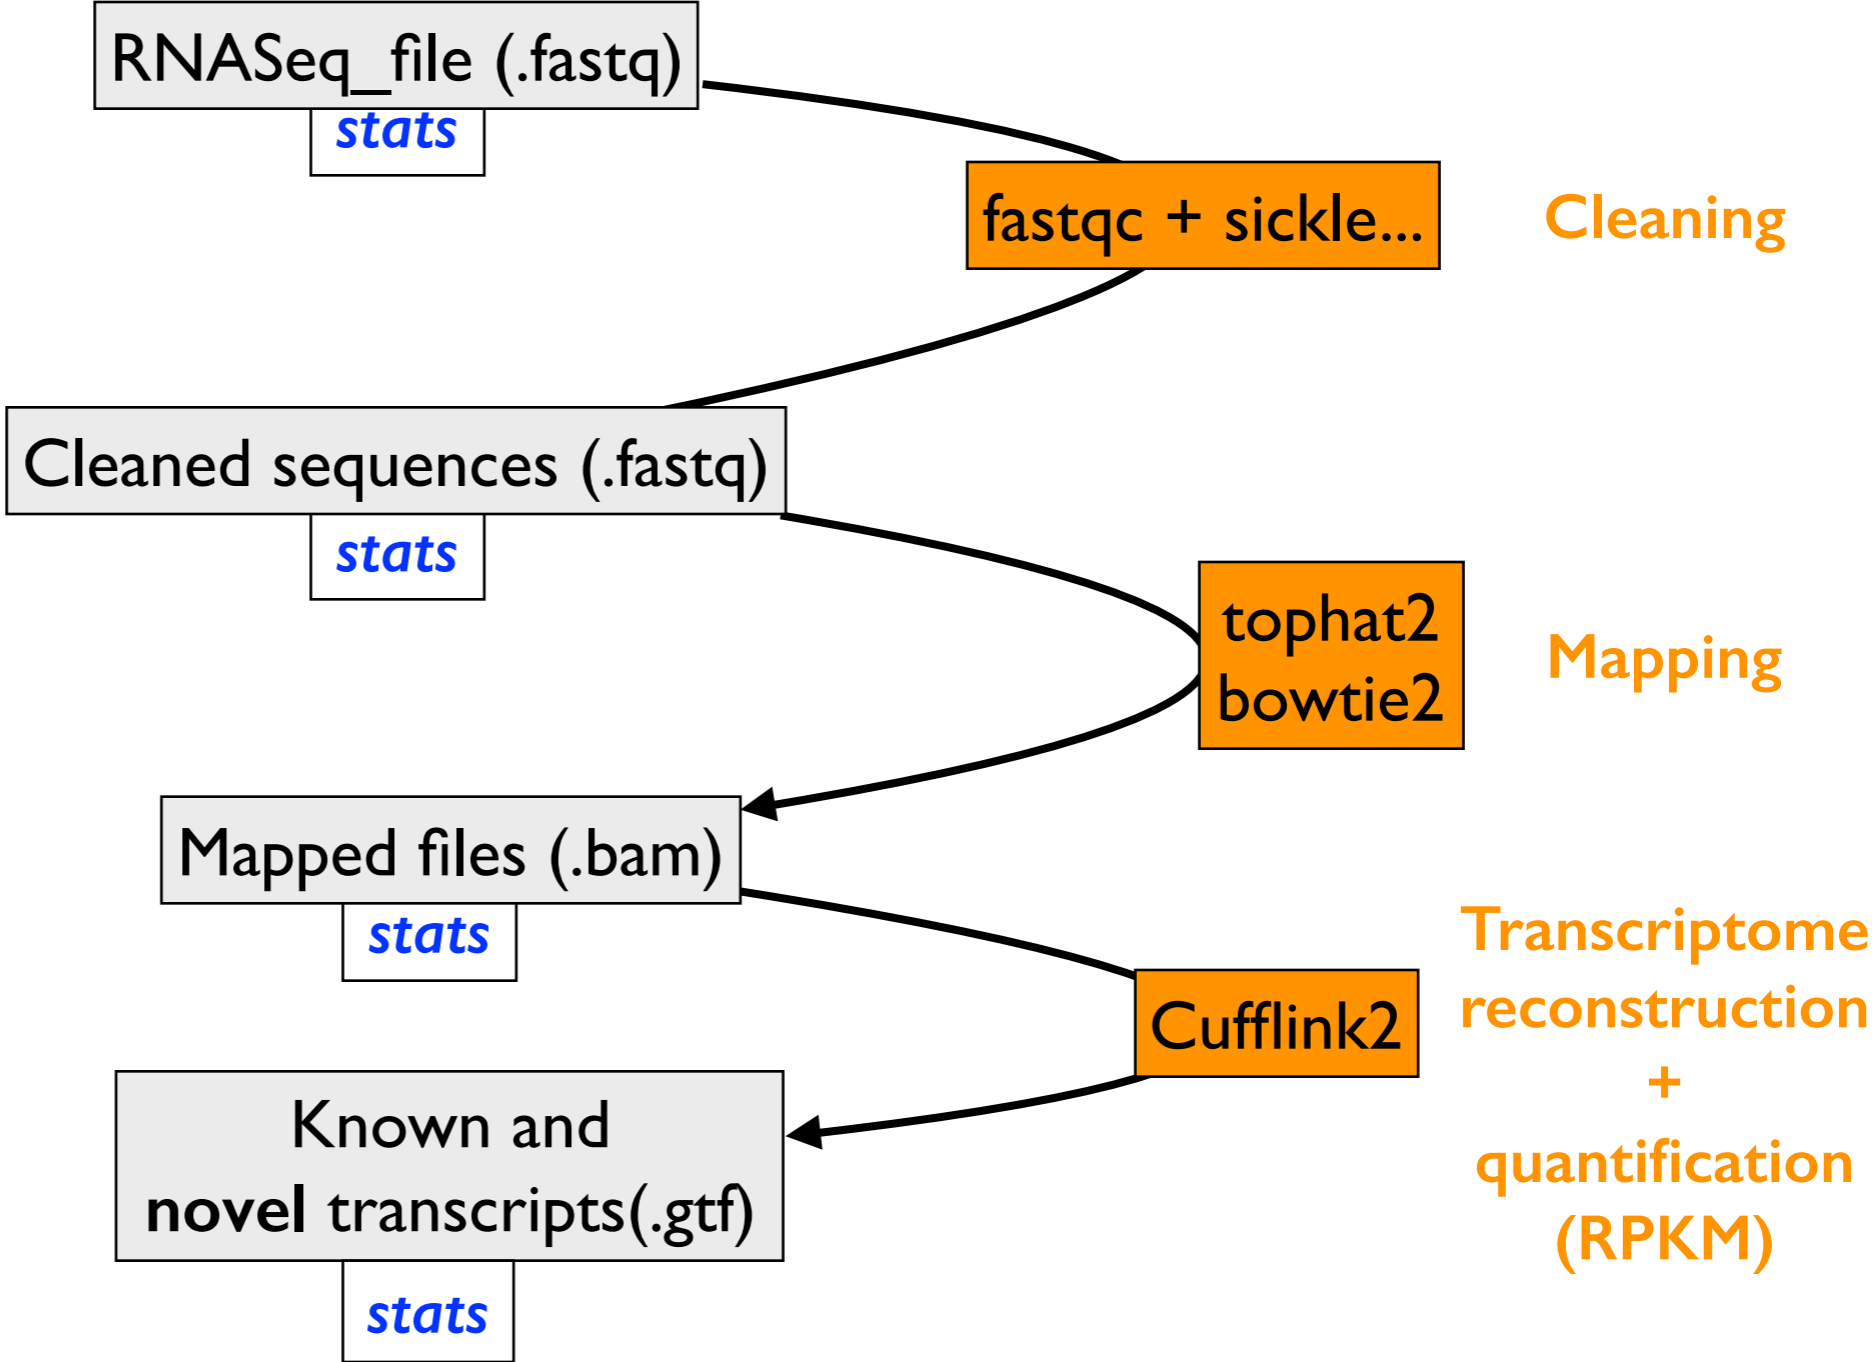 RNASeq_file (.fastq)
stats
fastqc + sickle...
Cleaning
Cleaned sequences (.fastq)
stats
tophat2
bowtie2
Mapping
Mapped files (.bam)
stats
Cufflink2
Transcriptome
reconstruction
+
quantification
(RPKM)
Known and
novel transcripts(.gtf)
stats